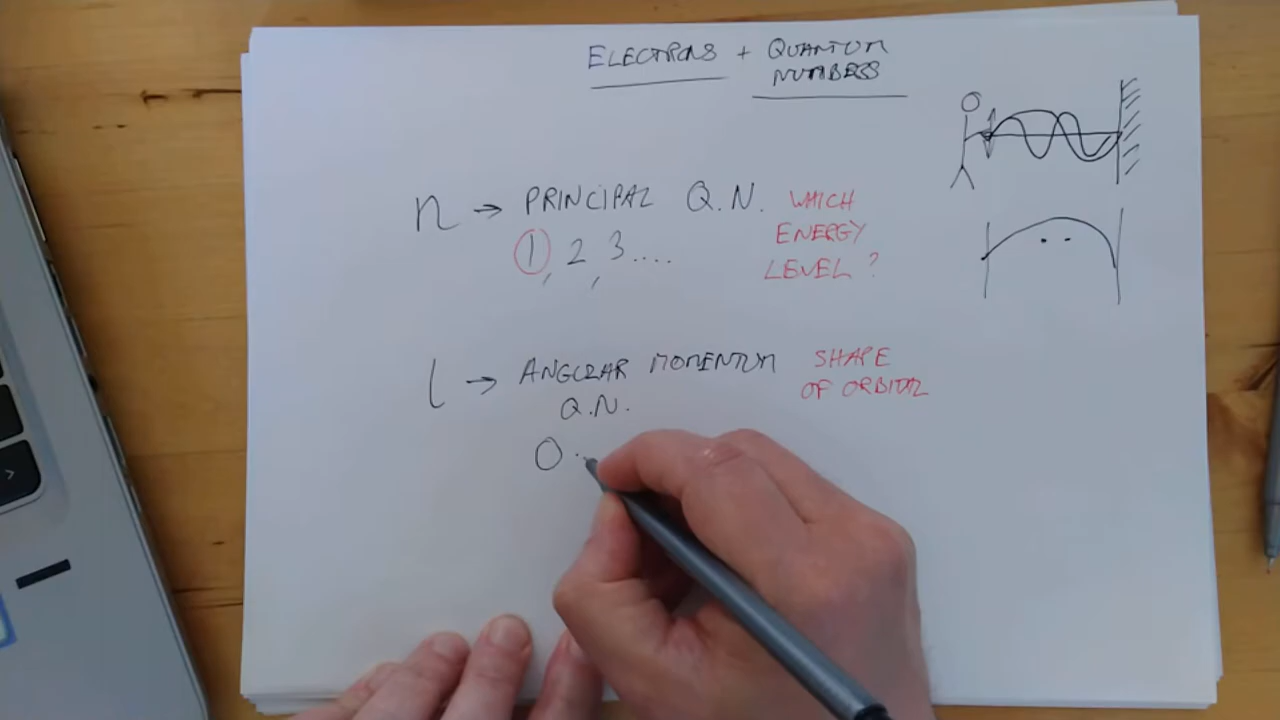 ELECTRONS + QUANTUM
NUMBERS
n → PRINCIPAL Q.N.
1, 2, 3....
WHICH
ENERGY
LEVEL ?
l → ANGULAR MOMENTUM
Q.N.
SHAPE
OF ORBITAL
0..